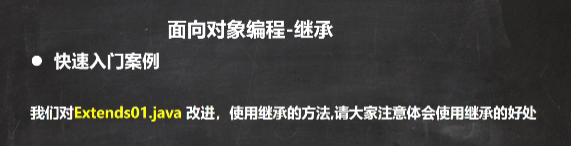 面向对象编程-继承
● 快速入门案例
我们对Extends01.java 改进，使用继承的方法,请大家注意体会使用继承的好处